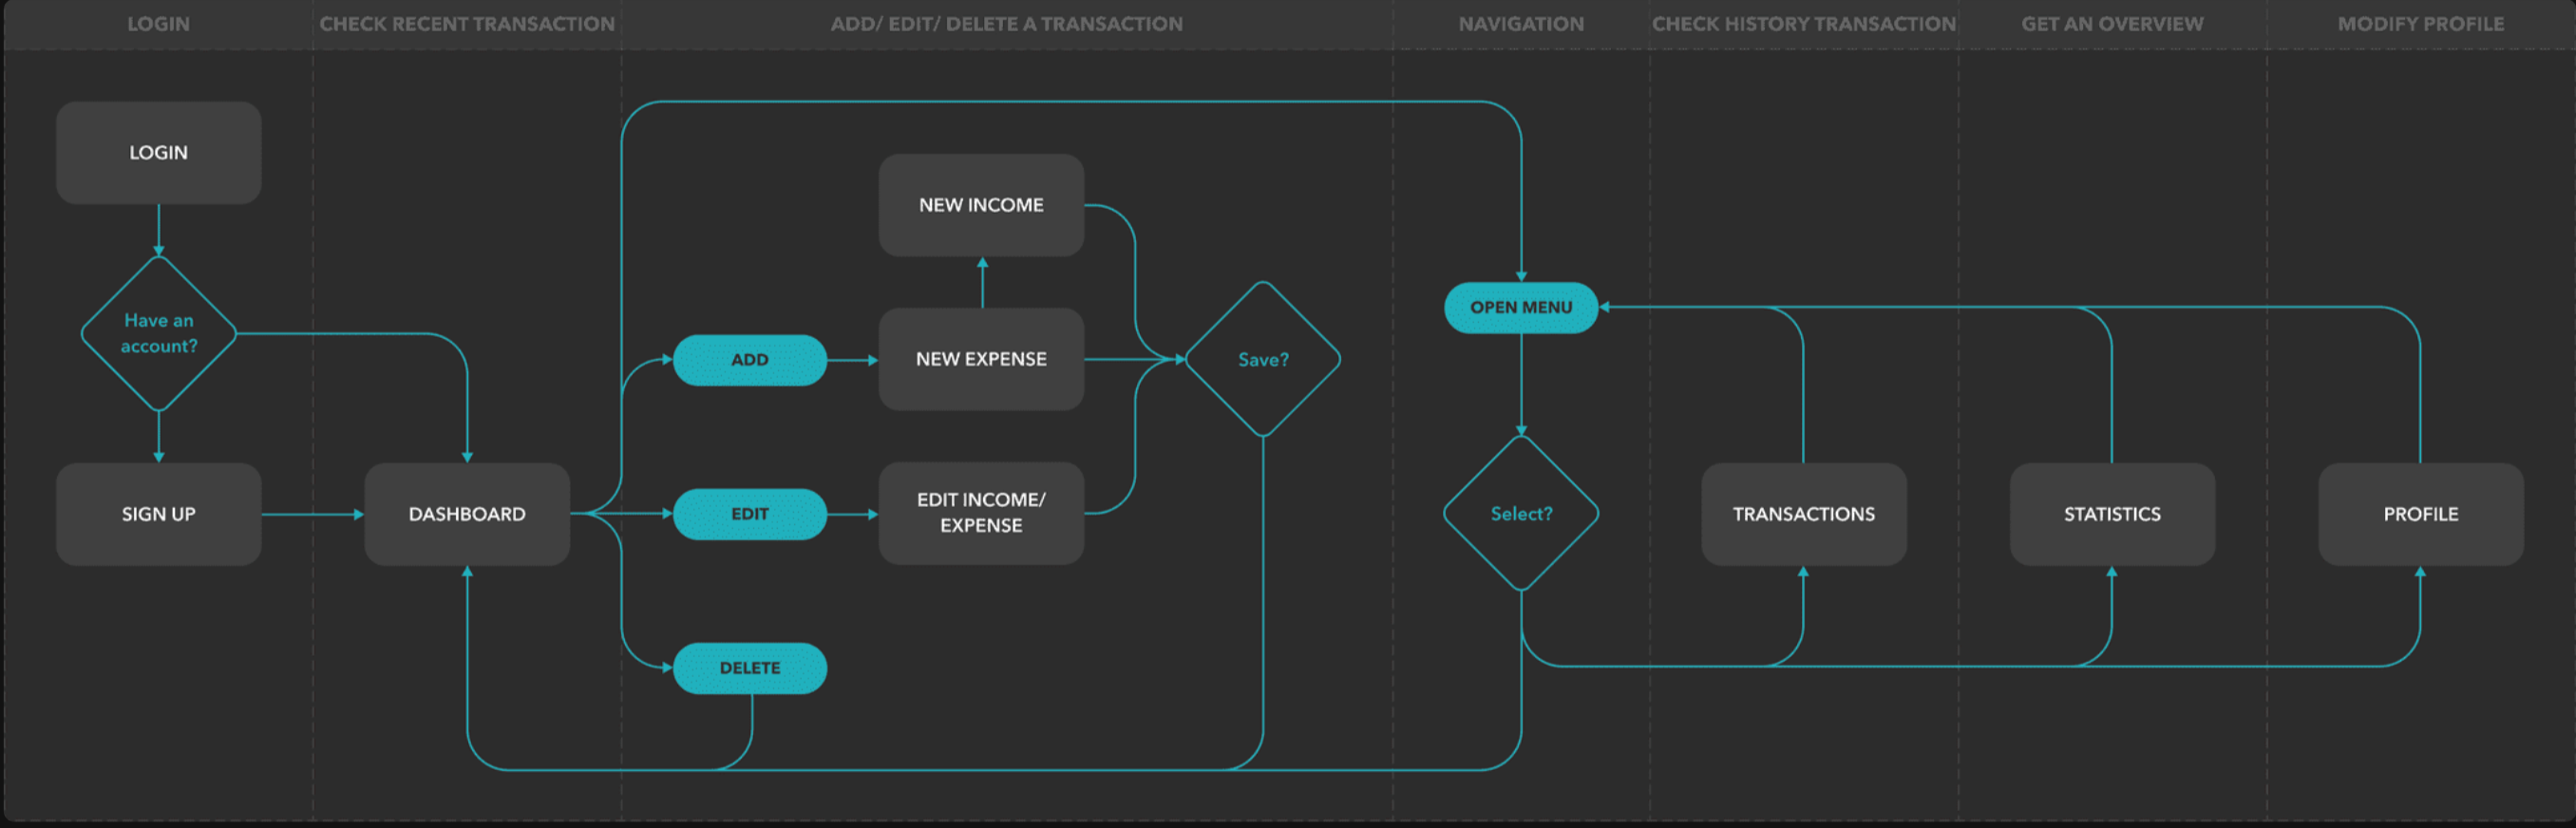 LOGIN
CHECK RECENT TRANSACTION
ADD/ EDIT/ DELETE A TRANSACTION
NAVIGATION
CHECK HISTORY TRANSACTION
GET AN OVERVIEW
MODIFY PROFILE
LOGIN
Have an
account?
SIGN UP
DASHBOARD
ADD
EDIT
DELETE
NEW INCOME
NEW EXPENSE
EDIT INCOME/
EXPENSE
Save?
OPEN MENU
Select?
TRANSACTIONS
STATISTICS
PROFILE